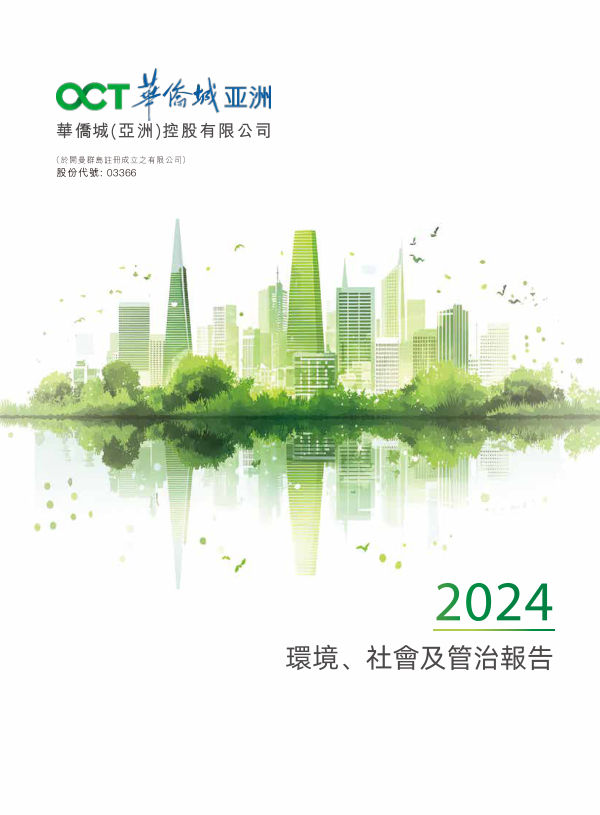 OCT 華僑城 亚洲
華僑城(亞洲)控股有限公司
(於開曼群島註冊成立之有限公司)
股份代號: 03366
2024
環境、社會及管治報告